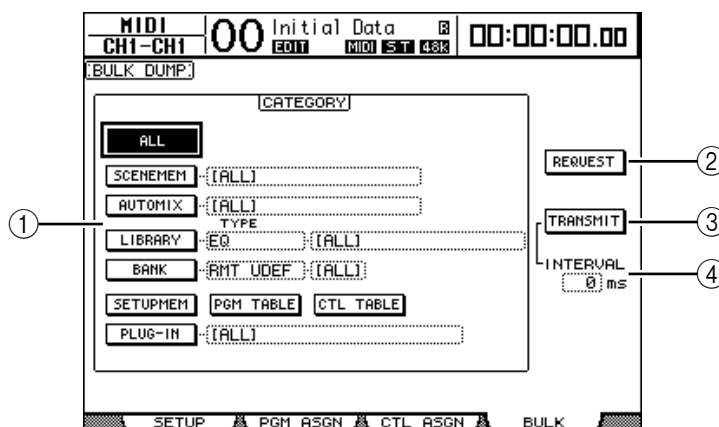 MIDI
CH1-CH1
00 Initial Data R
EDIT MIDI ST 48K
00:00:00.00
BULK DUMP
CATEGORY
ALL
SCENEMEM [ALL]
AUTOMIX [ALL]
TYPE
LIBRARY EQ [ALL]
BANK RMT UDEF [ALL]
SETUPMEM PGM TABLE CTL TABLE
PLUG-IN [ALL]
REQUEST
TRANSMIT
INTERVAL
0 ms
1
2
3
4
SETUP PGM ASGN CTL ASGN BULK